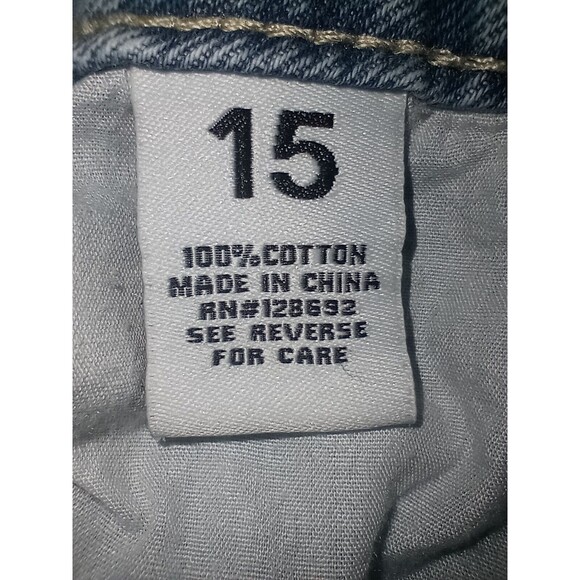 15
100% COTTON
MADE IN CHINA
RN#128692
SEE REVERSE
FOR CARE